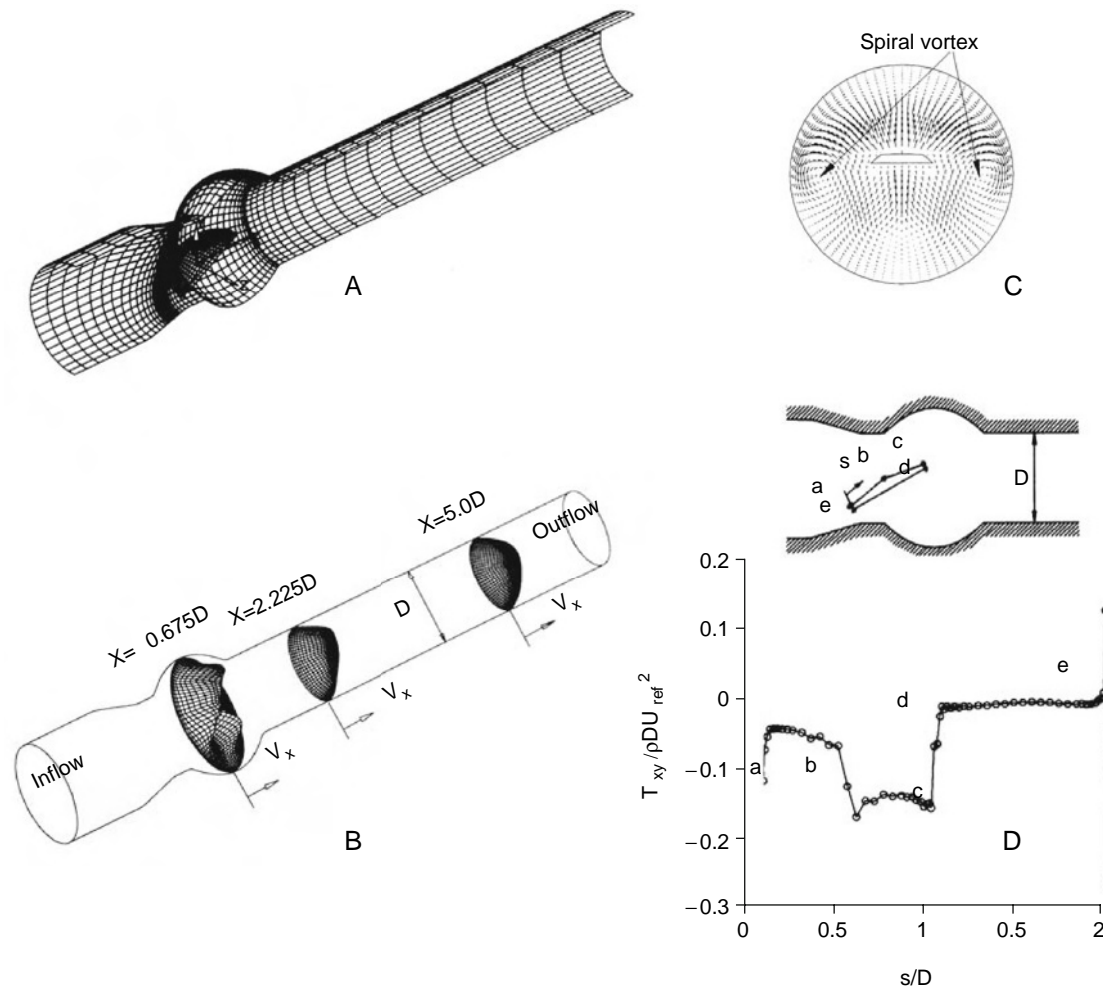 Spiral vortex
A
C
X= 0.675D
X=2.225D
X=5.0D
Inflow
Outflow
D
V x
V x
V x
B
a
e
s
b
c
d
D
T xy /ρDU ref 2
0.2
0.1
0
−0.1
−0.2
−0.3
a
b
c
d
e
D
0
0.5
1
0.5
2
s/D